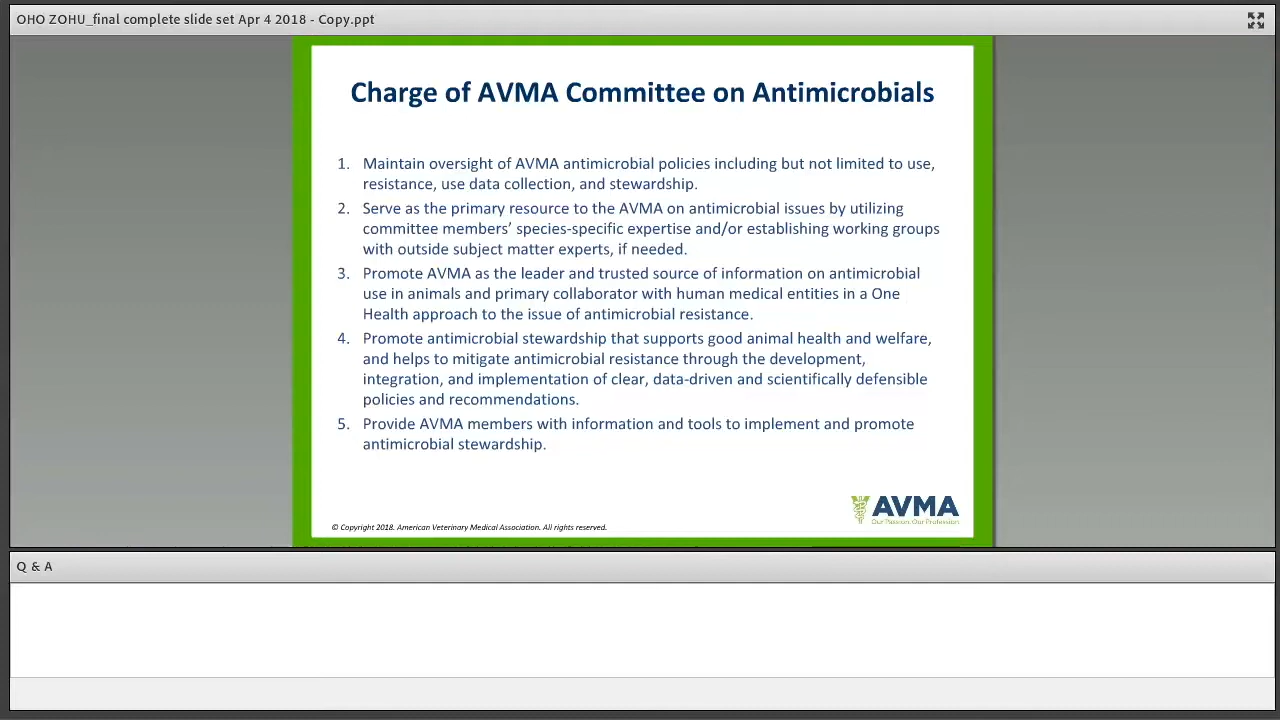 OHO ZOHU_final complete slide set Apr 4 2018 - Copy.ppt
Charge of AVMA Committee on Antimicrobials
1. Maintain oversight of AVMA antimicrobial policies including but not limited to use,
resistance, use data collection, and stewardship.
2. Serve as the primary resource to the AVMA on antimicrobial issues by utilizing
committee members’ species-specific expertise and/or establishing working groups
with outside subject matter experts, if needed.
3. Promote AVMA as the leader and trusted source of information on antimicrobial
use in animals and primary collaborator with human medical entities in a One
Health approach to the issue of antimicrobial resistance.
4. Promote antimicrobial stewardship that supports good animal health and welfare,
and helps to mitigate antimicrobial resistance through the development,
integration, and implementation of clear, data-driven and scientifically defensible
policies and recommendations.
5. Provide AVMA members with information and tools to implement and promote
antimicrobial stewardship.
AVMA
Our Passion. Our Profession.
© Copyright 2018. American Veterinary Medical Association. All rights reserved.
Q & A